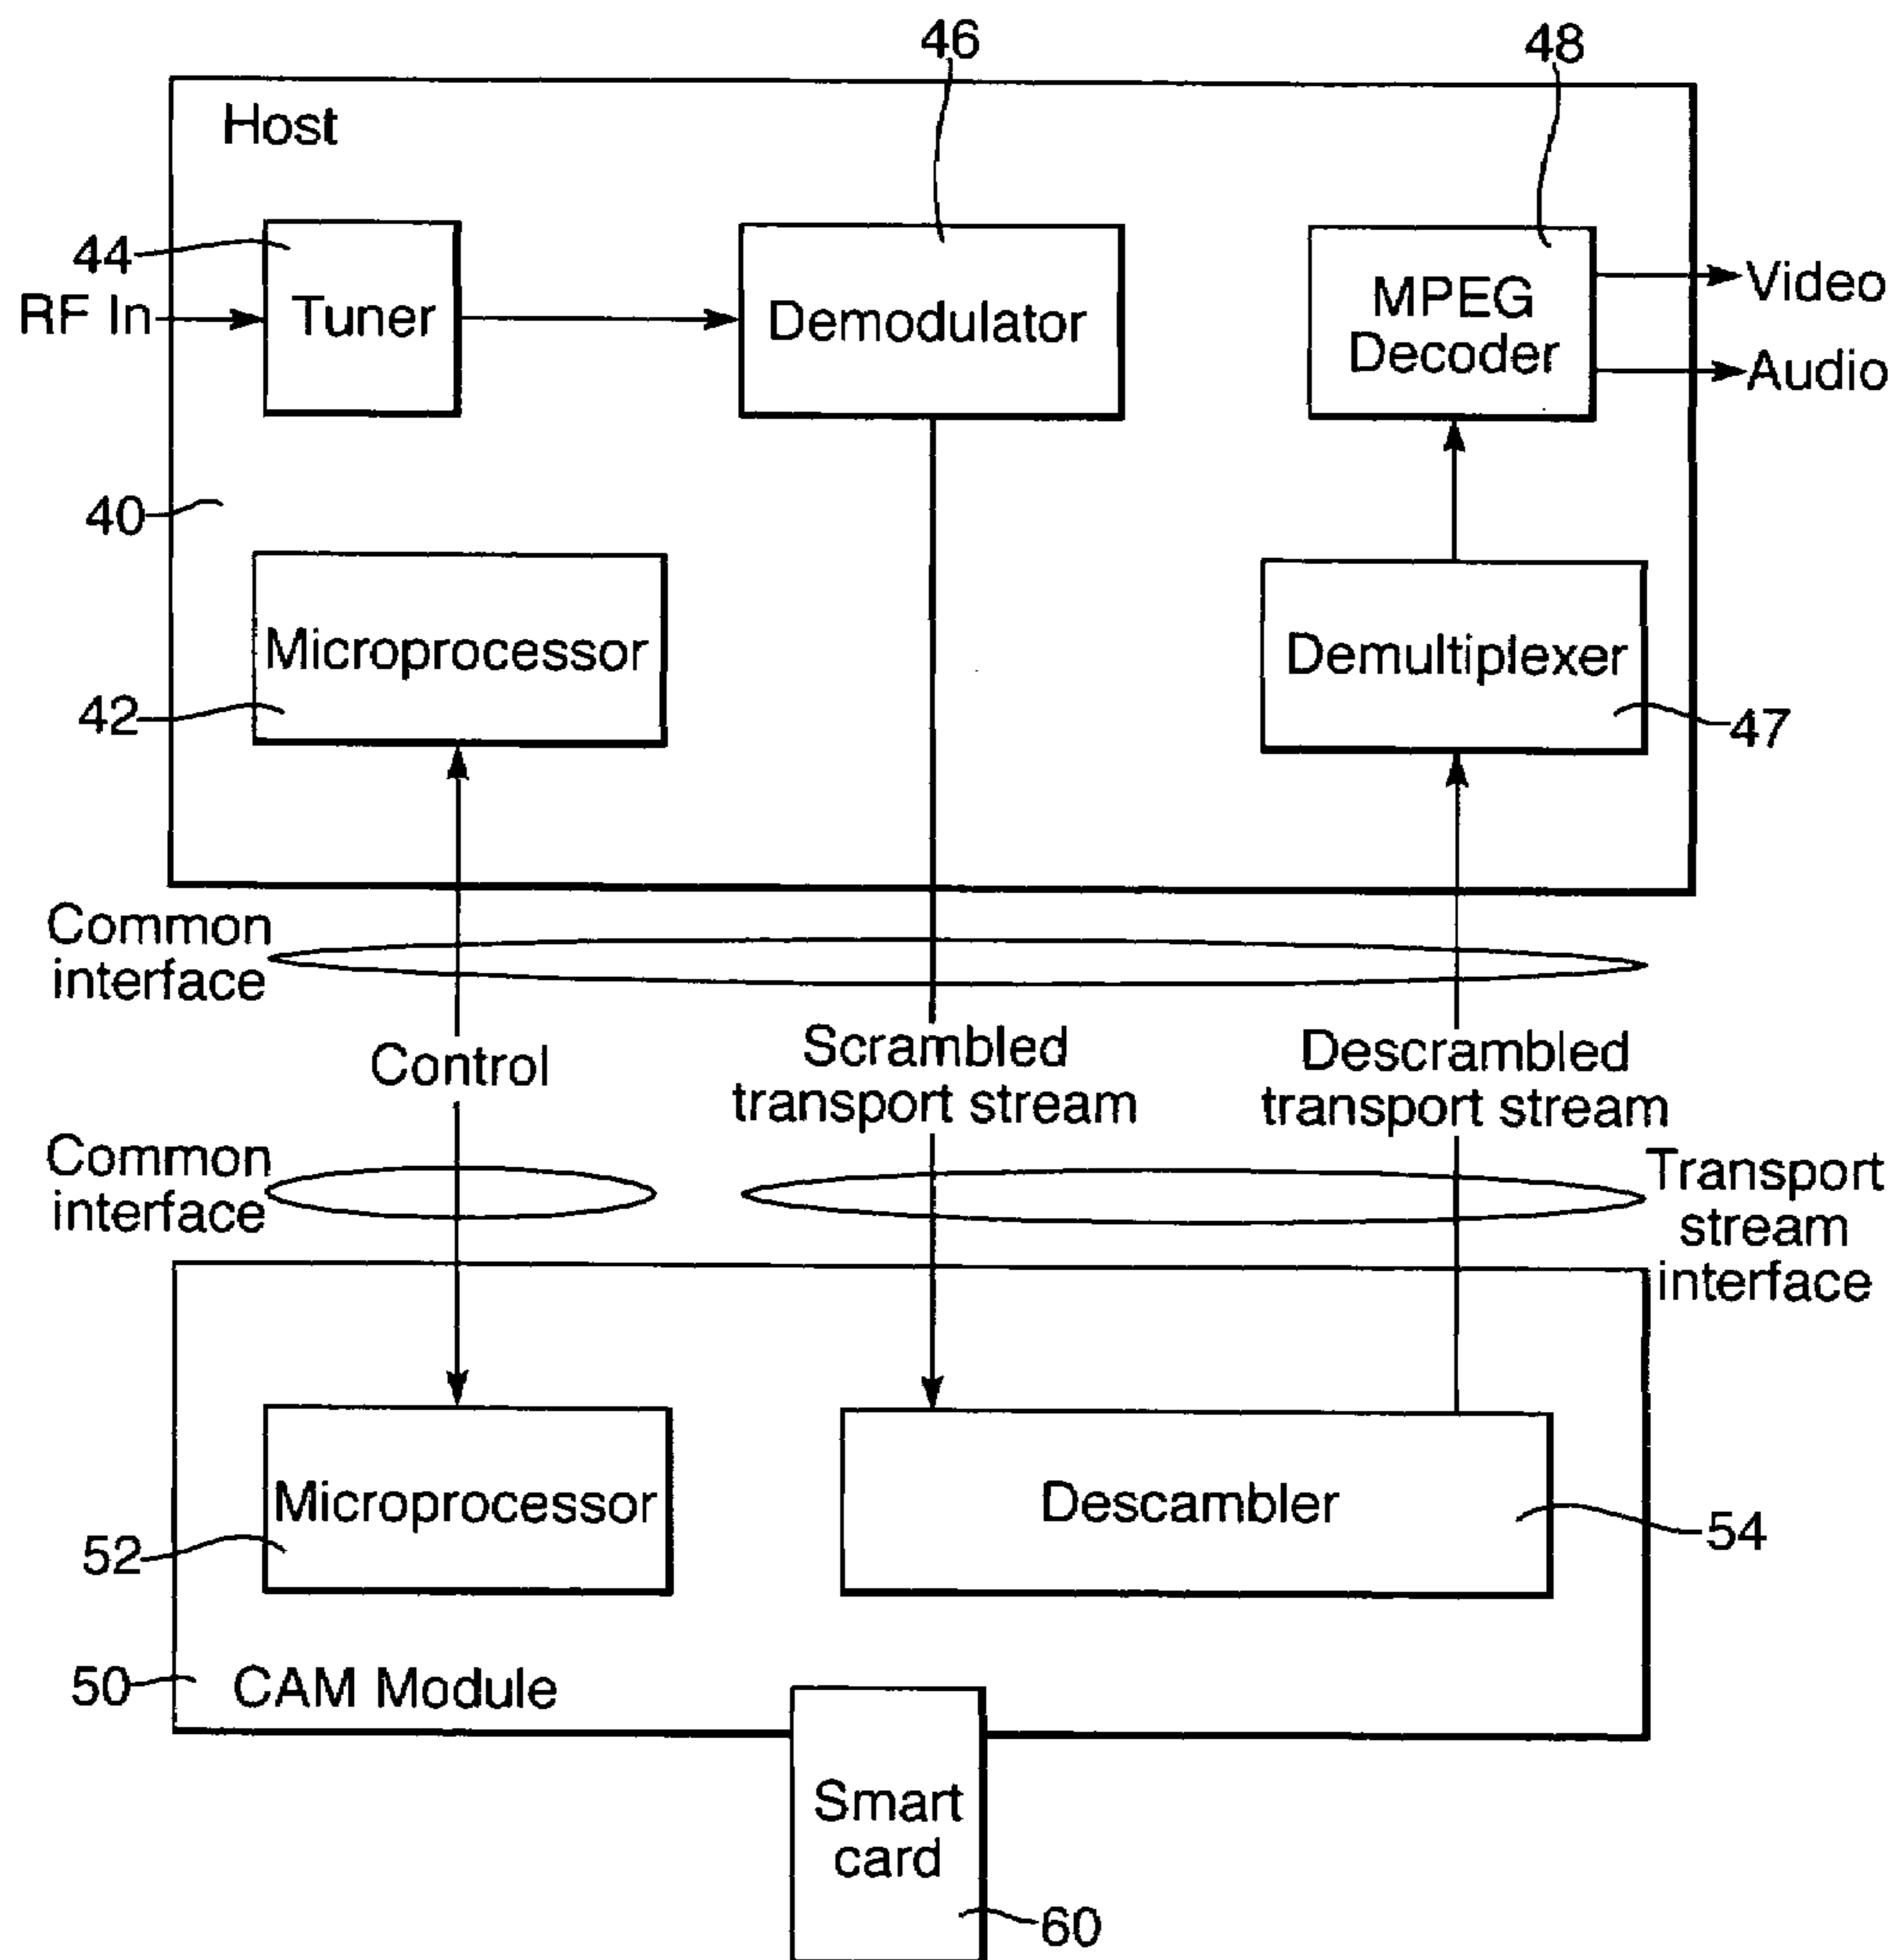 46
48
Host
44
RF In
Tuner
Demodulator
MPEG
Decoder
Video
Audio
40
Microprocessor
42
Demultiplexer
47
Common
interface
Control
Scrambled
transport stream
Descrambled
transport stream
Common
interface
Transport
stream
interface
Microprocessor
52
Descambler
54
50
CAM Module
Smart
card
60